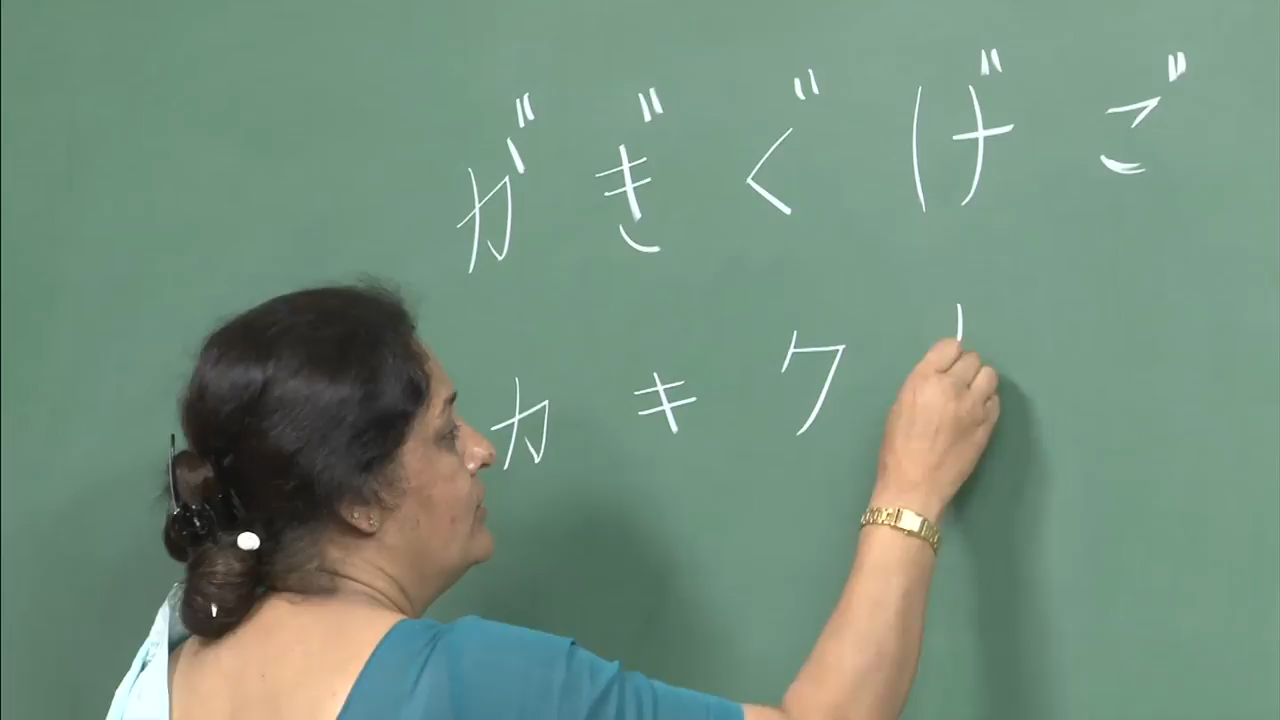 が ぎ ぐ げ ご
カ キ ク